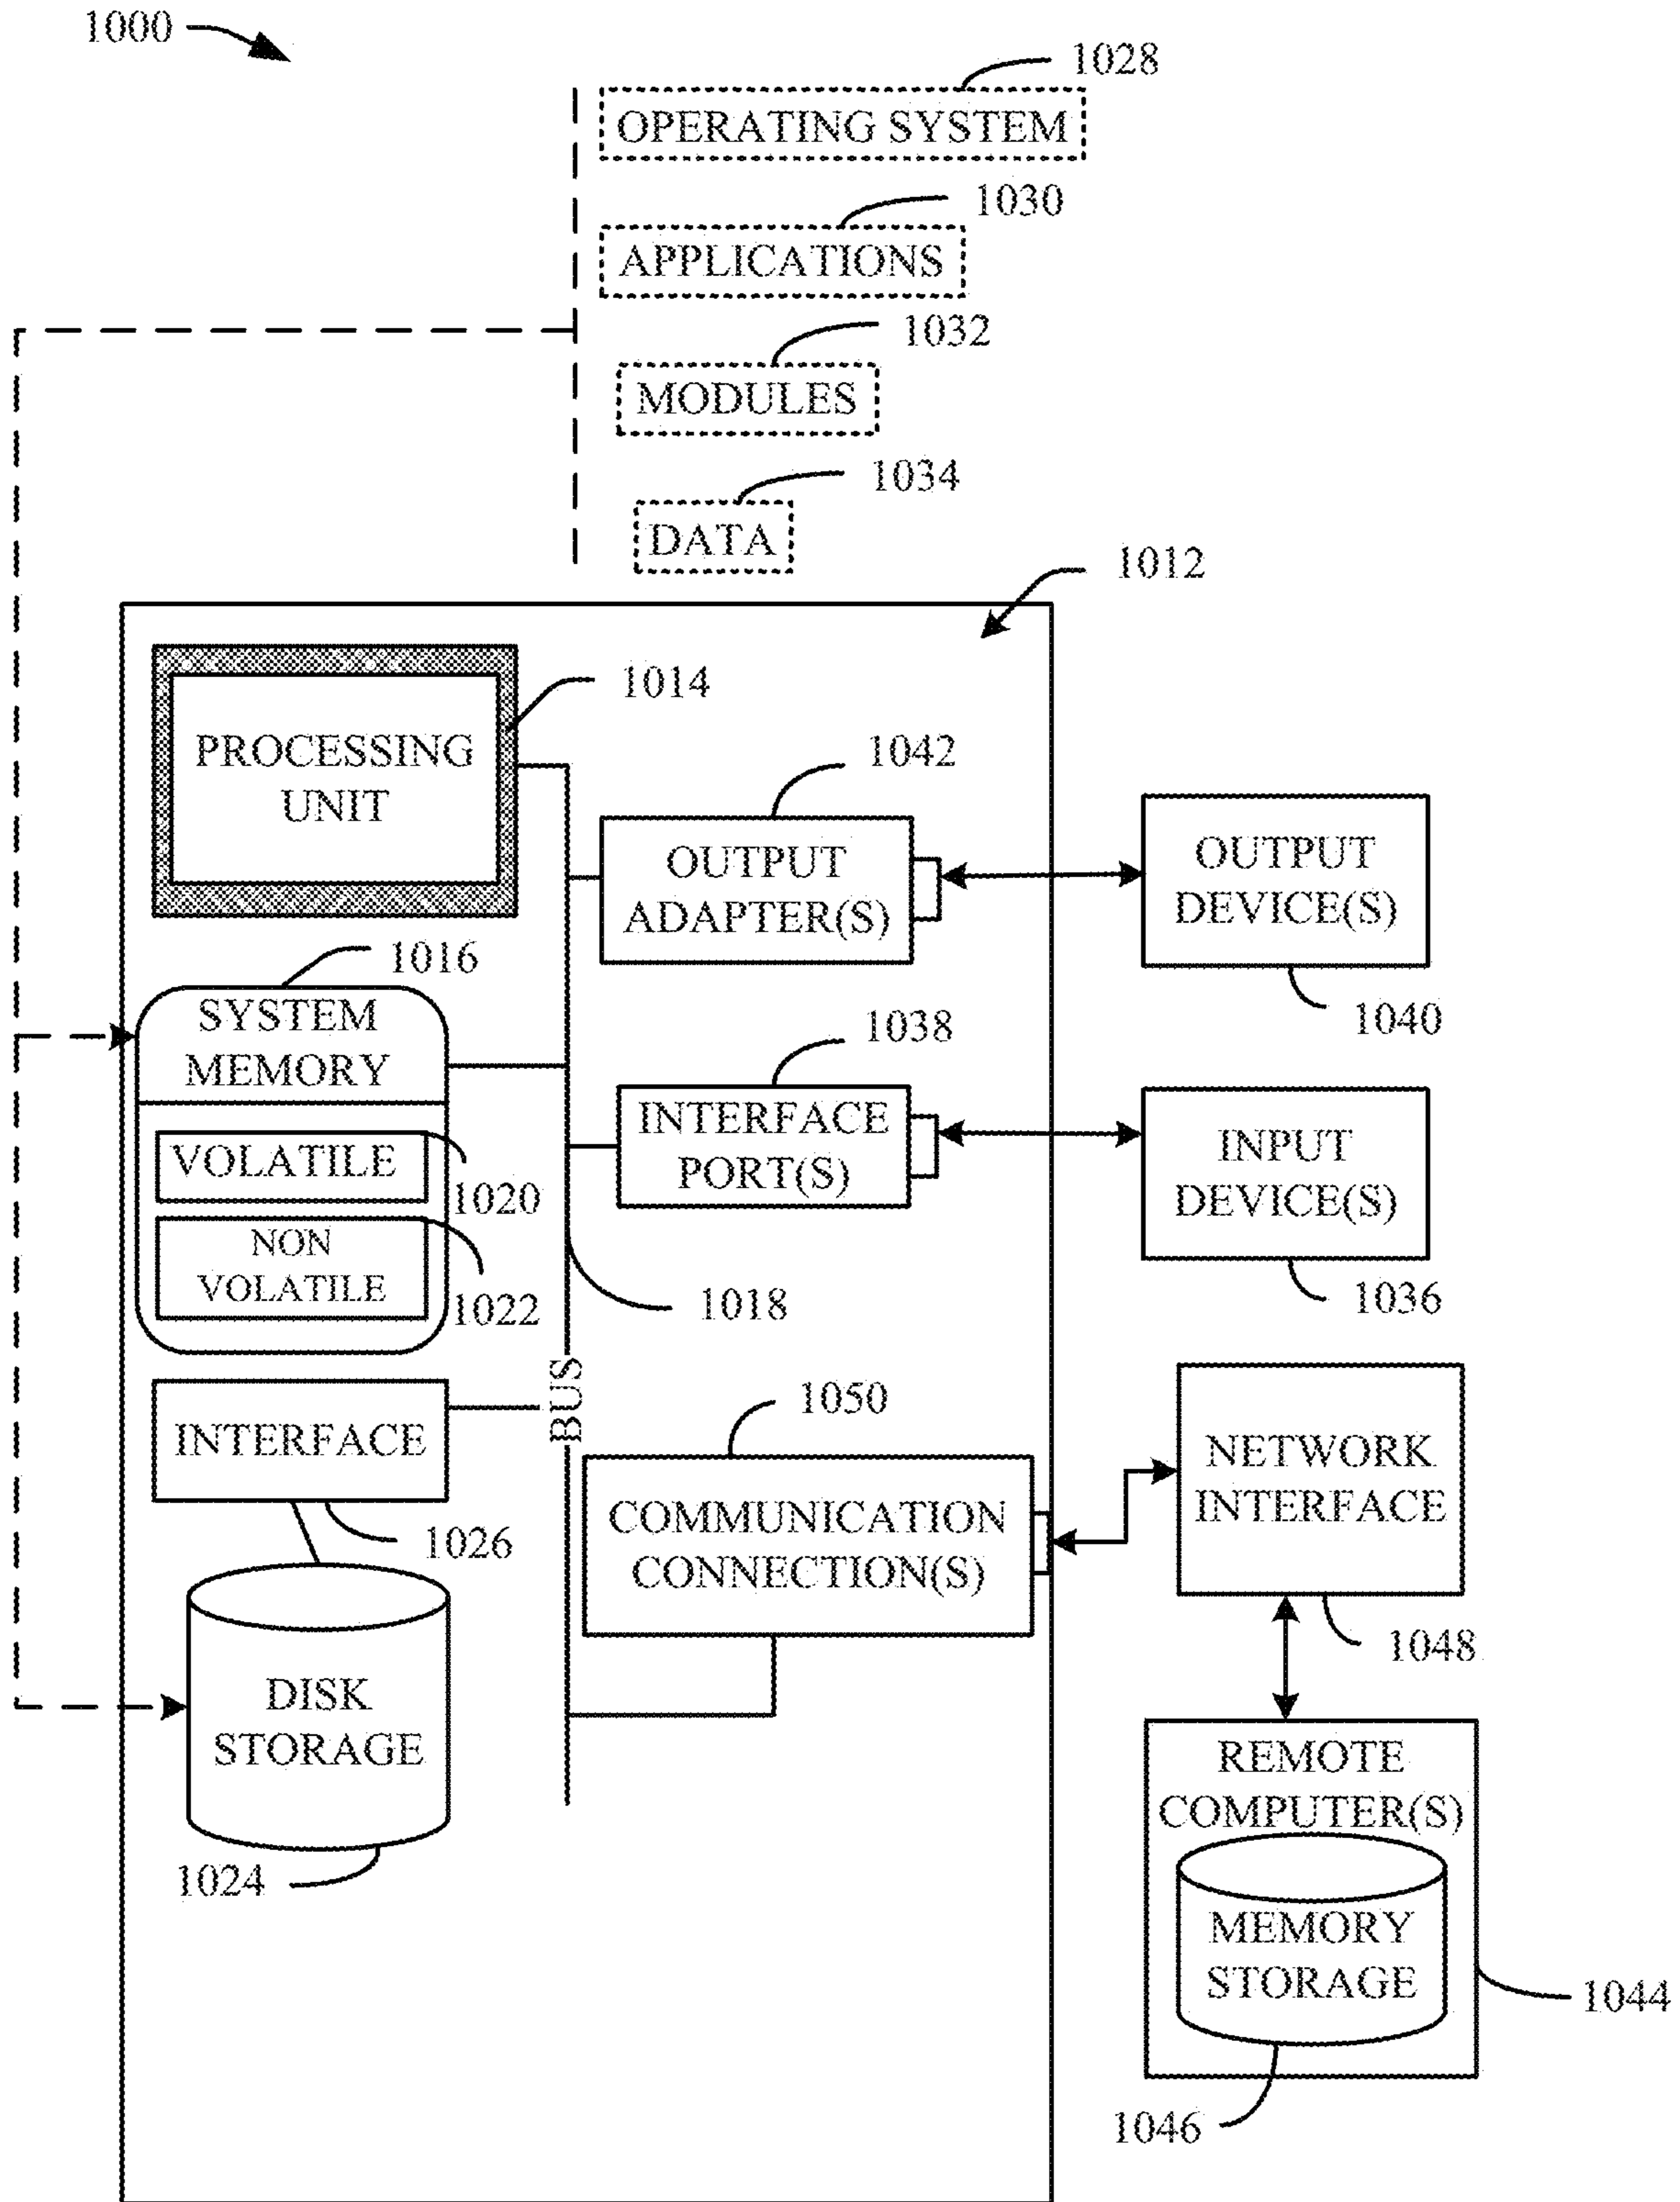 1000
1028
OPERATING SYSTEM
1030
APPLICATIONS
1032
MODULES
1034
DATA
1012
1014
PROCESSING
UNIT
1042
OUTPUT
ADAPTER(S)
OUTPUT
DEVICE(S)
1040
1016
SYSTEM
MEMORY
1038
INTERFACE
PORT(S)
INPUT
DEVICE(S)
1036
VOLATILE
1020
NON
VOLATILE
1022
1018
BUS
INTERFACE
1026
1050
COMMUNICATION
CONNECTION(S)
NETWORK
INTERFACE
1048
DISK
STORAGE
1024
REMOTE
COMPUTER(S)
MEMORY
STORAGE
1044
1046